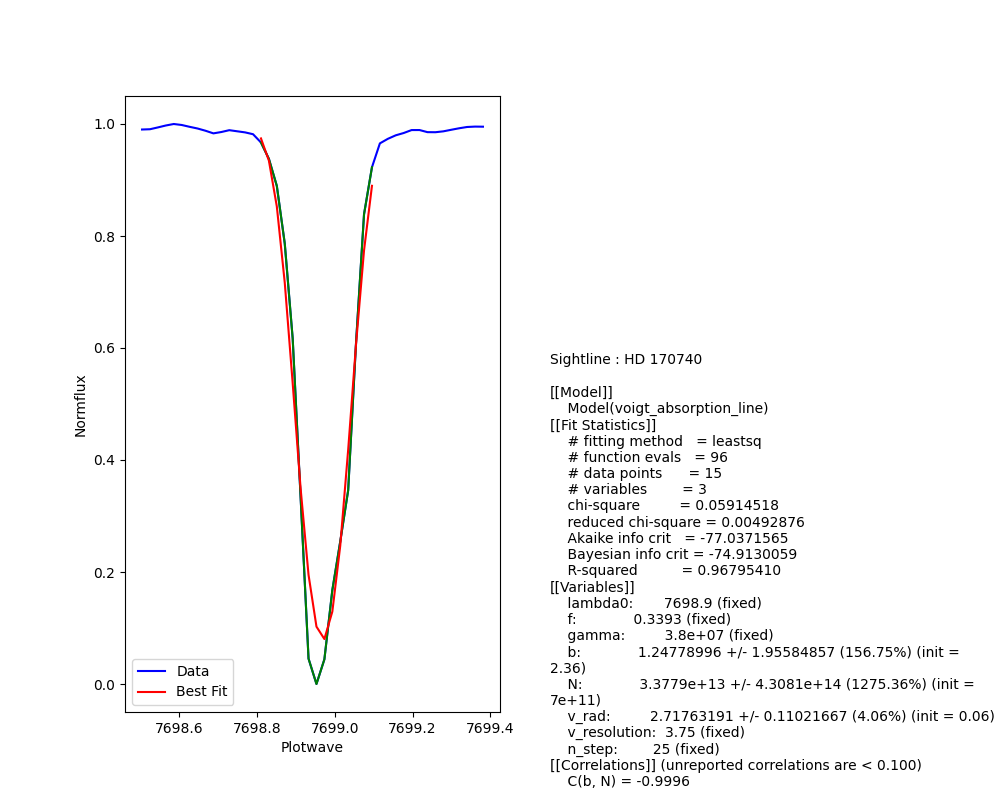 1.0
0.8
0.6
0.4
0.2
0.0
Normflux
7698.6 7698.8 7699.0 7699.2 7699.4
Plotwave
Data
Best Fit
Sightline : HD 170740
[[Model]]
Model(voigt_absorption_line)
[[Fit Statistics]]
# fitting method = leastsq
# function evals = 96
# data points = 15
# variables = 3
chi-square = 0.05914518
reduced chi-square = 0.00492876
Akaike info crit = -77.0371565
Bayesian info crit = -74.9130059
R-squared = 0.96795410
[[Variables]]
lambda0: 7698.9 (fixed)
f: 0.3393 (fixed)
gamma: 3.8e+07 (fixed)
b: 1.24778996 +/- 1.95584857 (156.75%) (init =
2.36)
N: 3.3779e+13 +/- 4.3081e+14 (1275.36%) (init =
7e+11)
v_rad: 2.71763191 +/- 0.11021667 (4.06%) (init = 0.06)
v_resolution: 3.75 (fixed)
n_step: 25 (fixed)
[[Correlations]] (unreported correlations are < 0.100)
C(b, N) = -0.9996